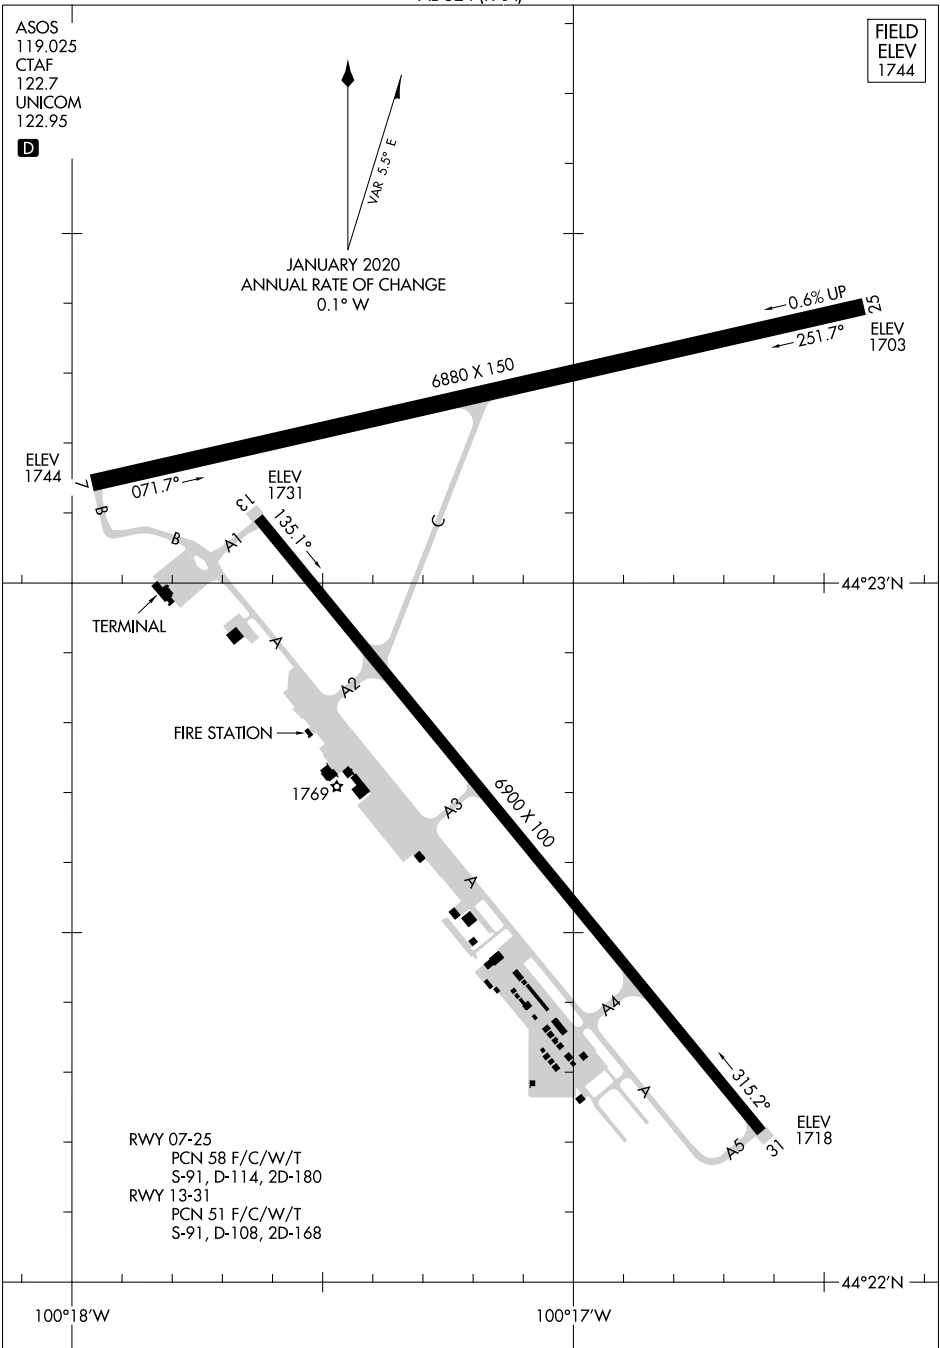 ASOS
119.025
CTAF
122.7
UNICOM
122.95
D
FIELD
ELEV
1744
VAR 5.5° E
JANUARY 2020
ANNUAL RATE OF CHANGE
0.1° W
0.6% UP
25
251.7°
ELEV
1703
6880 X 150
ELEV
1744
7
071.7°
ELEV
1731
13
135.1°
B
B
A1
C
44°23'N
TERMINAL
A
A2
FIRE STATION
1769
A3
6900 X 100
A
A4
A
315.2°
ELEV
1718
A5
31
RWY 07-25
PCN 58 F/C/W/T
S-91, D-114, 2D-180
RWY 13-31
PCN 51 F/C/W/T
S-91, D-108, 2D-168
44°22'N
100°18'W
100°17'W